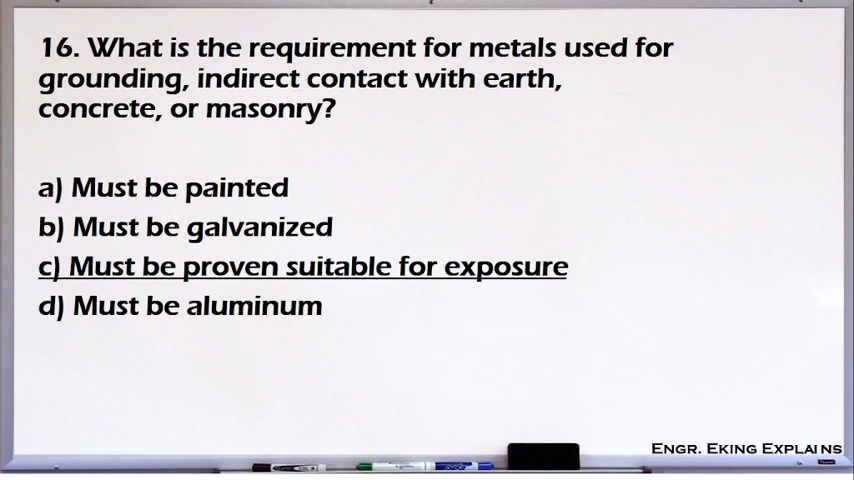 16. What is the requirement for metals used for
grounding, indirect contact with earth,
concrete, or masonry?
a) Must be painted
b) Must be galvanized
c) Must be proven suitable for exposure
d) Must be aluminum
Engr. Eking Explains